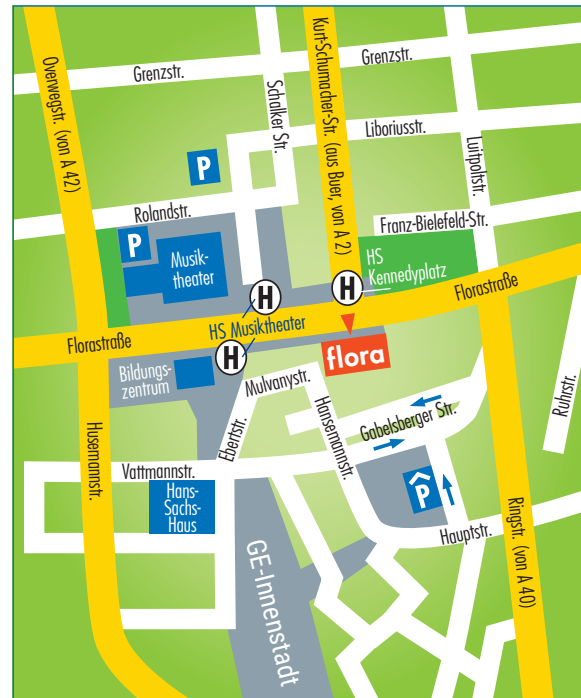 Grenzstr.
Grenzstr.
Overwegstr. (von A 42)
Schalker Str.
Kurt-Schumacher-Str. (aus Buer, von A 2)
Liboriusstr.
Luitpoltstr.
P
Rolandstr.
Franz-Bielefeld-Str.
P
Musik-
theater
HS
Kennedyplatz
H
H
Florastraße
HS Musiktheater
Florastraße
H
flora
Bildungs-
zentrum
Mulvanystr.
Ebertstr.
Hansemannstr.
Gabelsberger Str.
Ruhrstr.
Husemannstr.
Vattmannstr.
Hans-
Sachs-
Haus
P
Hauptstr.
Ringstr. (von A 40)
GE-Innenstadt